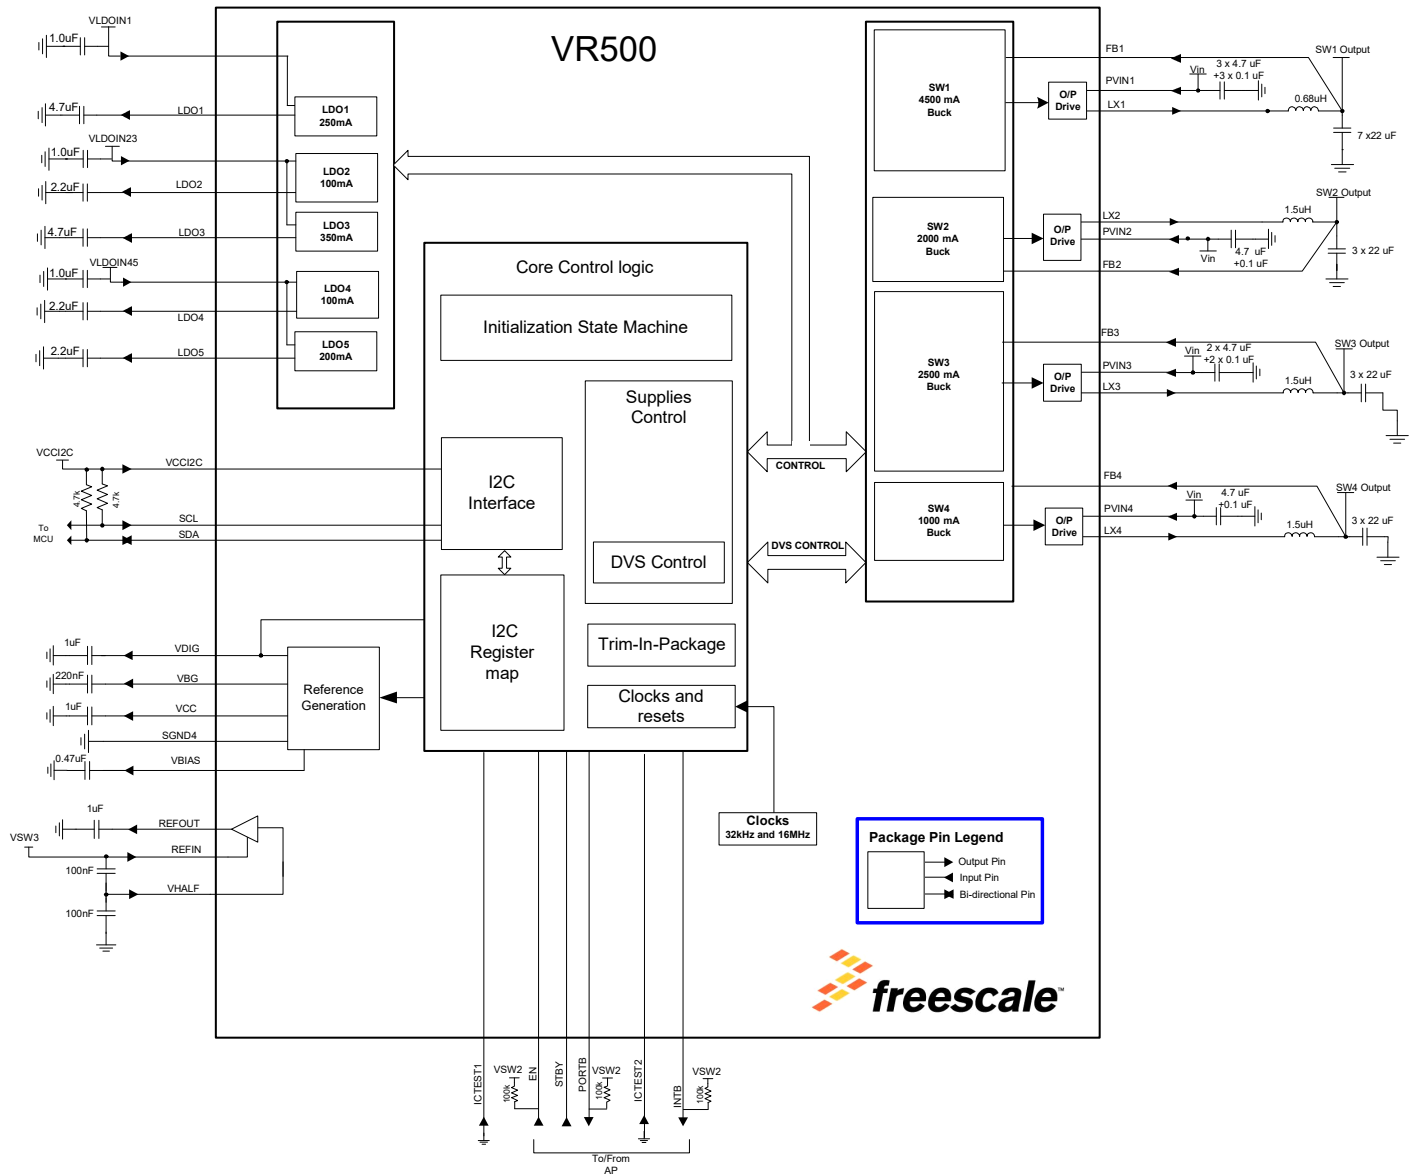 VR500
VLDOIN1
1.0uF
4.7uF
LDO1
VLDOIN23
1.0uF
2.2uF
LDO2
4.7uF
LDO3
VLDOIN45
1.0uF
2.2uF
LDO4
2.2uF
LDO5
LDO1
250mA
LDO2
100mA
LDO3
350mA
LDO4
100mA
LDO5
200mA
VCCI2C
VCCI2C
4.7k
4.7k
To
MCU
SCL
SDA
1uF
VDIG
220nF
VBG
1uF
VCC
SGND4
0.47uF
VBIAS
Reference
Generation
1uF
REFOUT
VSW3
REFIN
100nF
VHALF
100nF
Core Control logic
Initialization State Machine
I2C
Interface
Supplies
Control
DVS Control
I2C
Register
map
Trim-In-Package
Clocks and
resets
CONTROL
DVS CONTROL
Clocks
32kHz and 16MHz
SW1
4500 mA
Buck
SW2
2000 mA
Buck
SW3
2500 mA
Buck
SW4
1000 mA
Buck
O/P
Drive
O/P
Drive
O/P
Drive
O/P
Drive
FB1
PVIN1
LX1
Vin
3 x 4.7 uF
+3 x 0.1 uF
0.68uH
SW1 Output
7 x22 uF
LX2
PVIN2
FB2
Vin
4.7 uF
+0.1 uF
1.5uH
SW2 Output
3 x 22 uF
FB3
PVIN3
LX3
Vin
2 x 4.7 uF
+2 x 0.1 uF
1.5uH
SW3 Output
3 x 22 uF
FB4
PVIN4
LX4
Vin
4.7 uF
+0.1 uF
1.5uH
SW4 Output
3 x 22 uF
Package Pin Legend
Output Pin
Input Pin
Bi-directional Pin
freescale™
ICTEST1
VSW2
100k
EN
STBY
PORTB
VSW2
100k
ICTEST2
INTB
VSW2
100k
To/From
AP